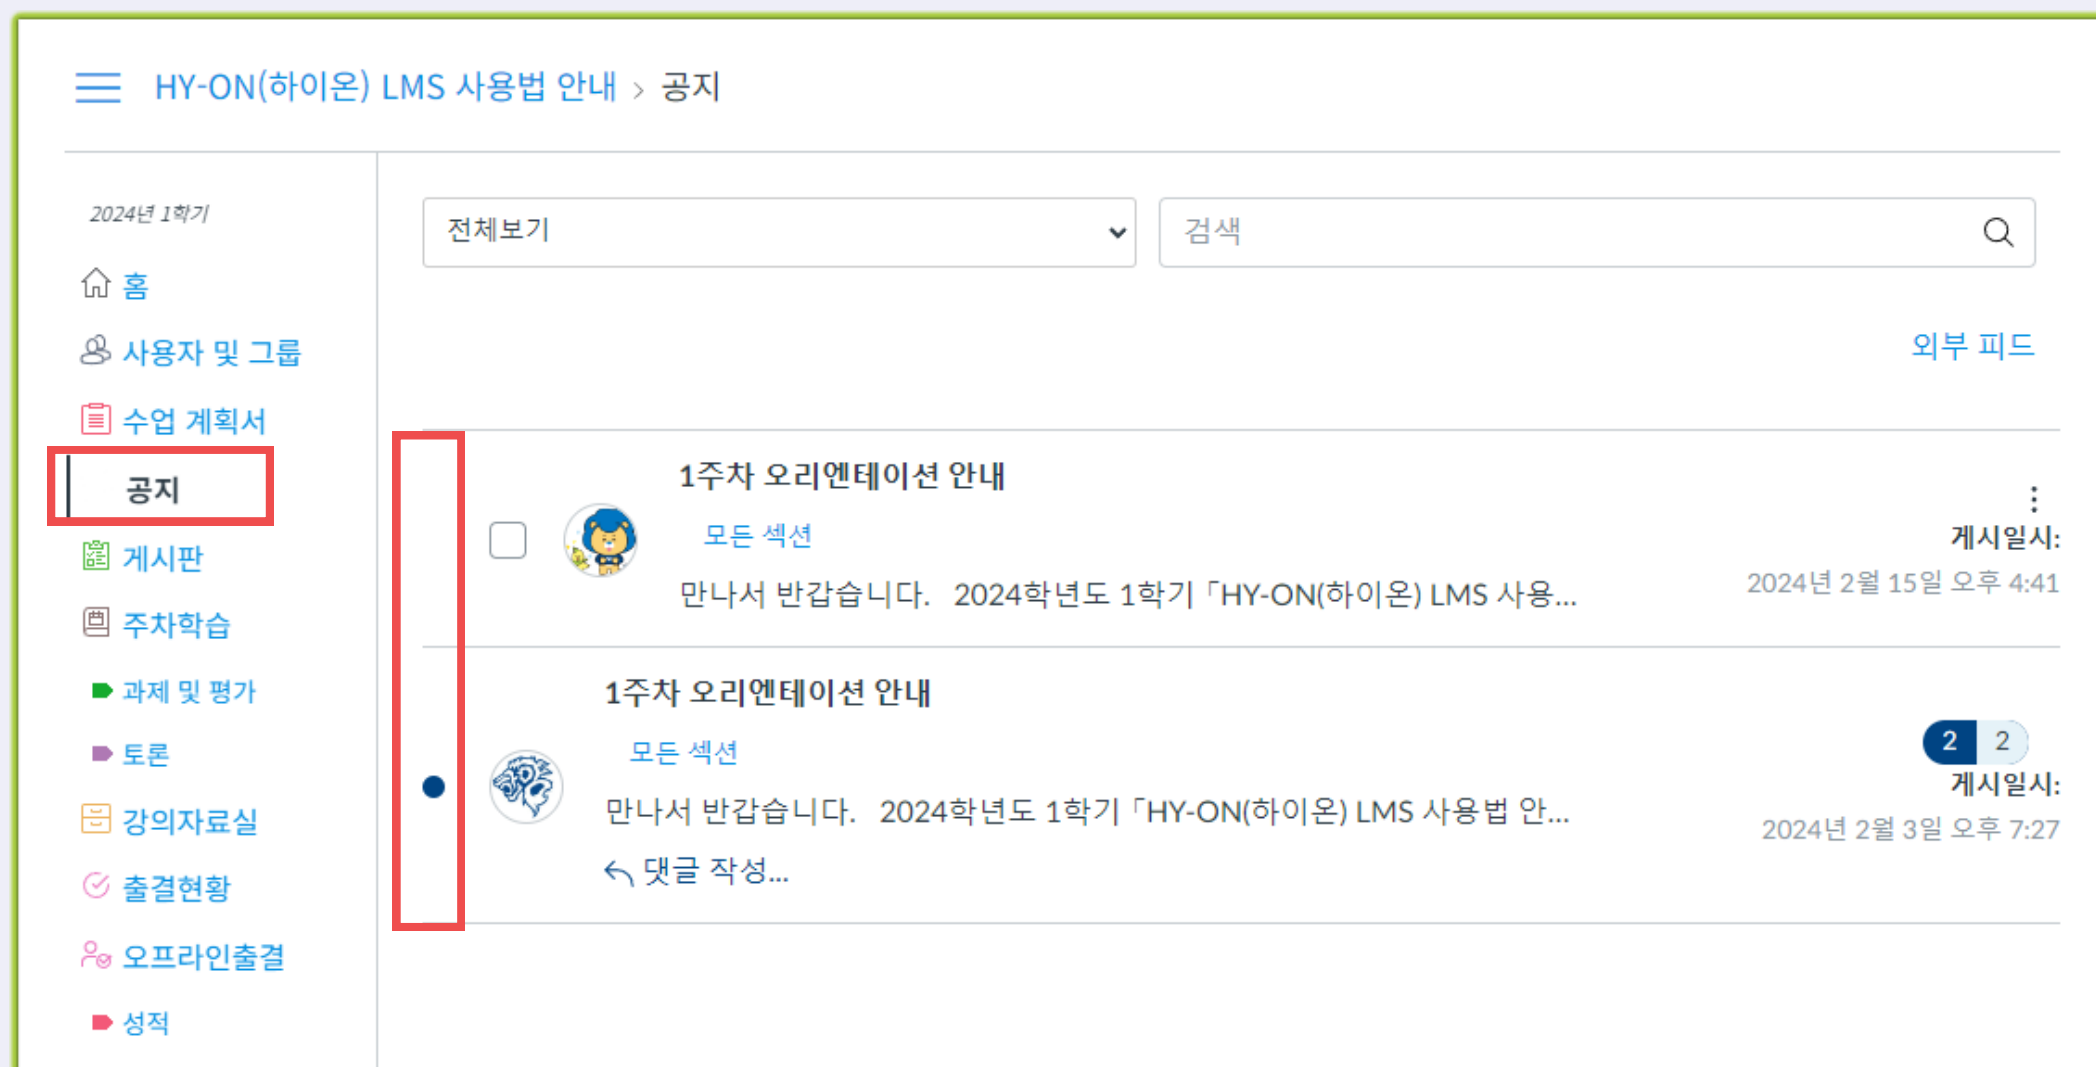 HY-ON(하이온) LMS 사용법 안내 > 공지
2024년 1학기
홈
사용자 및 그룹
수업 계획서
공지
게시판
주차학습
과제 및 평가
토론
강의자료실
출결현황
오프라인출결
성적
전체보기
검색
외부 피드
1주차 오리엔테이션 안내
모든 섹션
만나서 반갑습니다. 2024학년도 1학기 「HY-ON(하이온) LMS 사용...
게시일시:
2024년 2월 15일 오후 4:41
1주차 오리엔테이션 안내
모든 섹션
만나서 반갑습니다. 2024학년도 1학기 「HY-ON(하이온) LMS 사용법 안...
댓글 작성...
2 2
게시일시:
2024년 2월 3일 오후 7:27